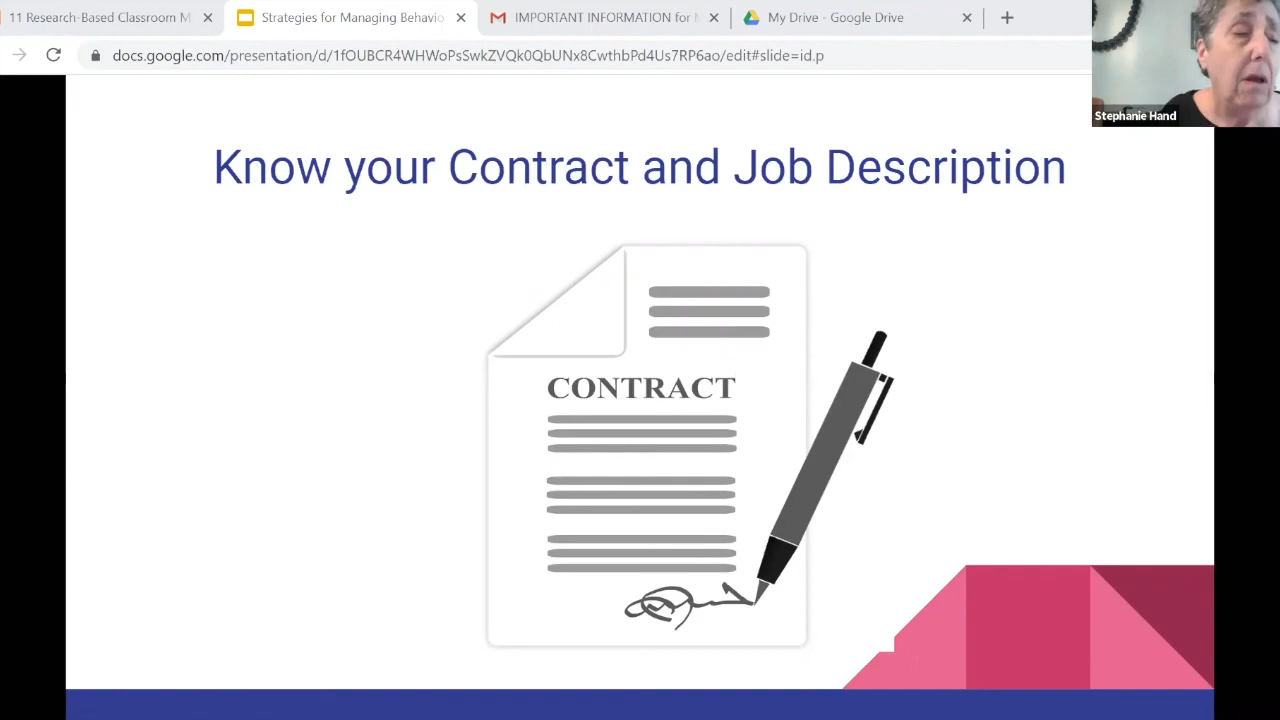 11 Research-Based Classroom M
Strategies for Managing Behavio
IMPORTANT INFORMATION for
My Drive - Google Drive
docs.google.com/presentation/d/1fOUBCR4WHWoPsSwkZVQk0QbUNx8CwthbPd4Us7RP6ao/edit#slide=id.p
Stephanie Hand
Know your Contract and Job Description
CONTRACT